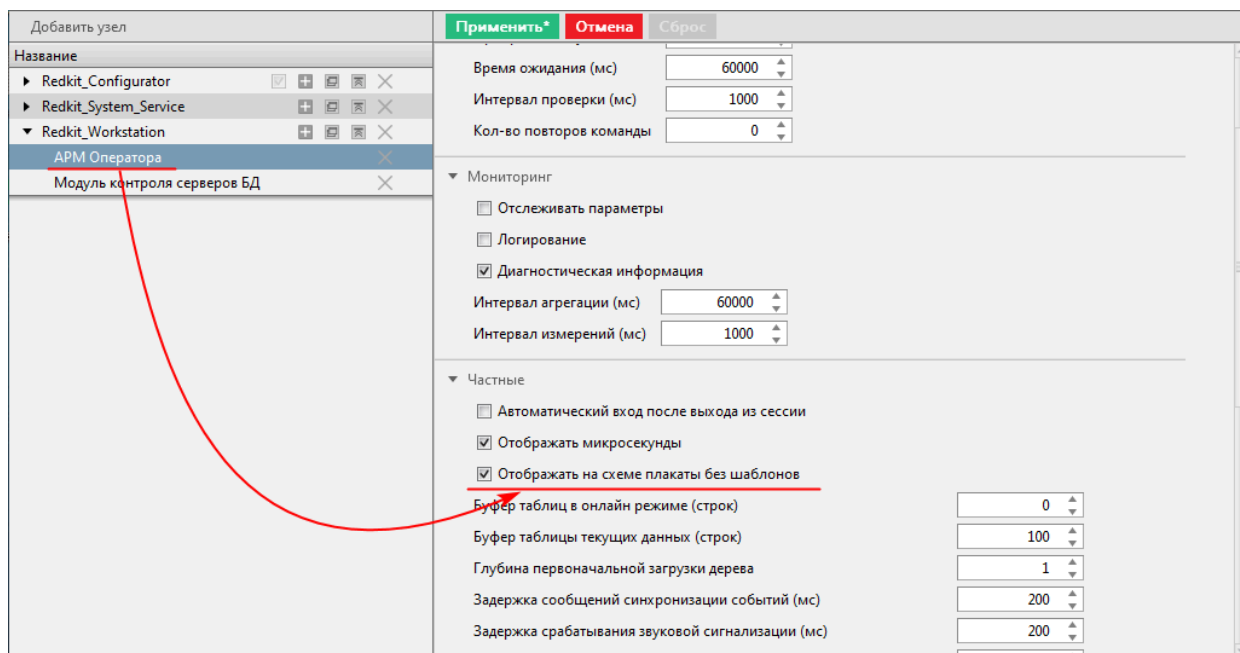 Добавить узел
Применить* Отмена Сброс
Название
Redkit_Configurator
Redkit_System_Service
Redkit_Workstation
АРМ Оператора
Модуль контроля серверов БД
Время ожидания (мс) 60000
Интервал проверки (мс) 1000
Кол-во повторов команды 0
Мониторинг
Отслеживать параметры
Логирование
Диагностическая информация
Интервал агрегации (мс) 60000
Интервал измерений (мс) 1000
Частные
Автоматический вход после выхода из сессии
Отображать микросекунды
Отображать на схеме плакаты без шаблонов
Буфер таблиц в онлайн режиме (строк) 0
Буфер таблицы текущих данных (строк) 100
Глубина первоначальной загрузки дерева 1
Задержка сообщений синхронизации событий (мс) 200
Задержка срабатывания звуковой сигнализации (мс) 200